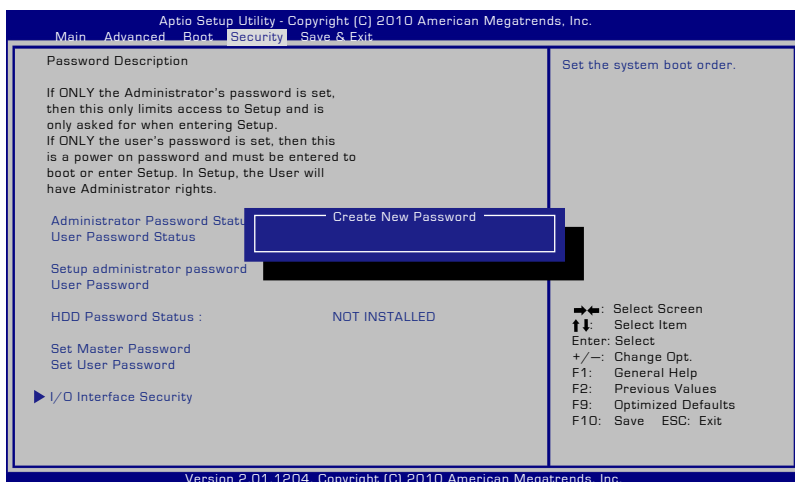 Aptio Setup Utility - Copyright (C) 2010 American Megatrends, Inc.
Main Advanced Boot Security Save & Exit
Password Description
If ONLY the Administrator's password is set,
then this only limits access to Setup and is
only asked for when entering Setup.
If ONLY the user's password is set, then this
is a power on password and must be entered to
boot or enter Setup. In Setup, the User will
have Administrator rights.
Administrator Password
User Password Status
Create New Password
Setup administrator password
User Password
HDD Password Status : NOT INSTALLED
Set Master Password
Set User Password
I/O Interface Security
Set the system boot order.
→←: Select Screen
↑↓: Select Item
Enter: Select
+/—: Change Opt.
F1: General Help
F2: Previous Values
F9: Optimized Defaults
F10: Save ESC: Exit
Version 2.01.1204. Copyright (C) 2010 American Megatrends, Inc.